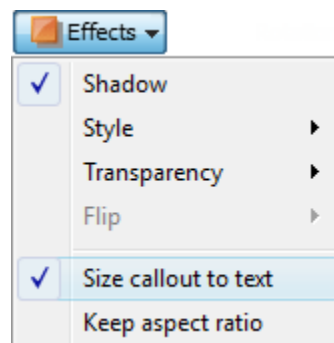 Effects
Shadow
Style
Transparency
Flip
Size callout to text
Keep aspect ratio